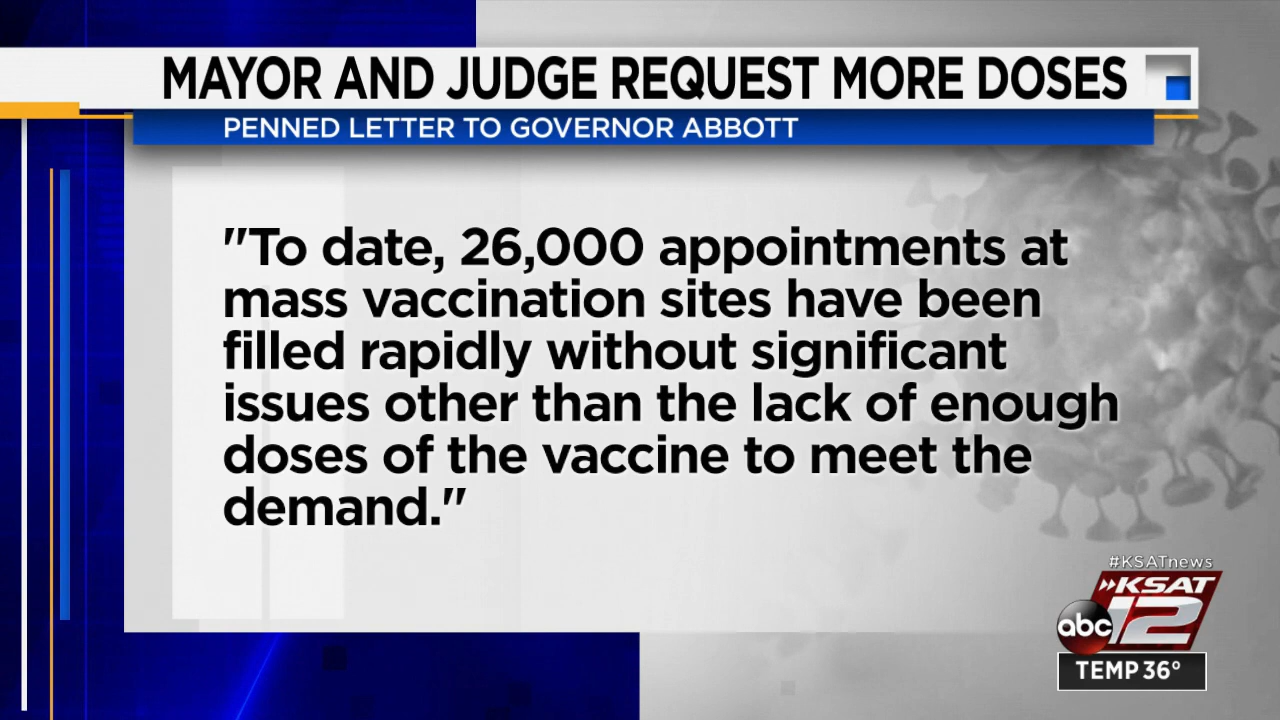 MAYOR AND JUDGE REQUEST MORE DOSES
PENNED LETTER TO GOVERNOR ABBOTT
"To date, 26,000 appointments at
mass vaccination sites have been
filled rapidly without significant
issues other than the lack of enough
doses of the vaccine to meet the
demand."
#KSATnews
KSAT
abc 12
TEMP 36°